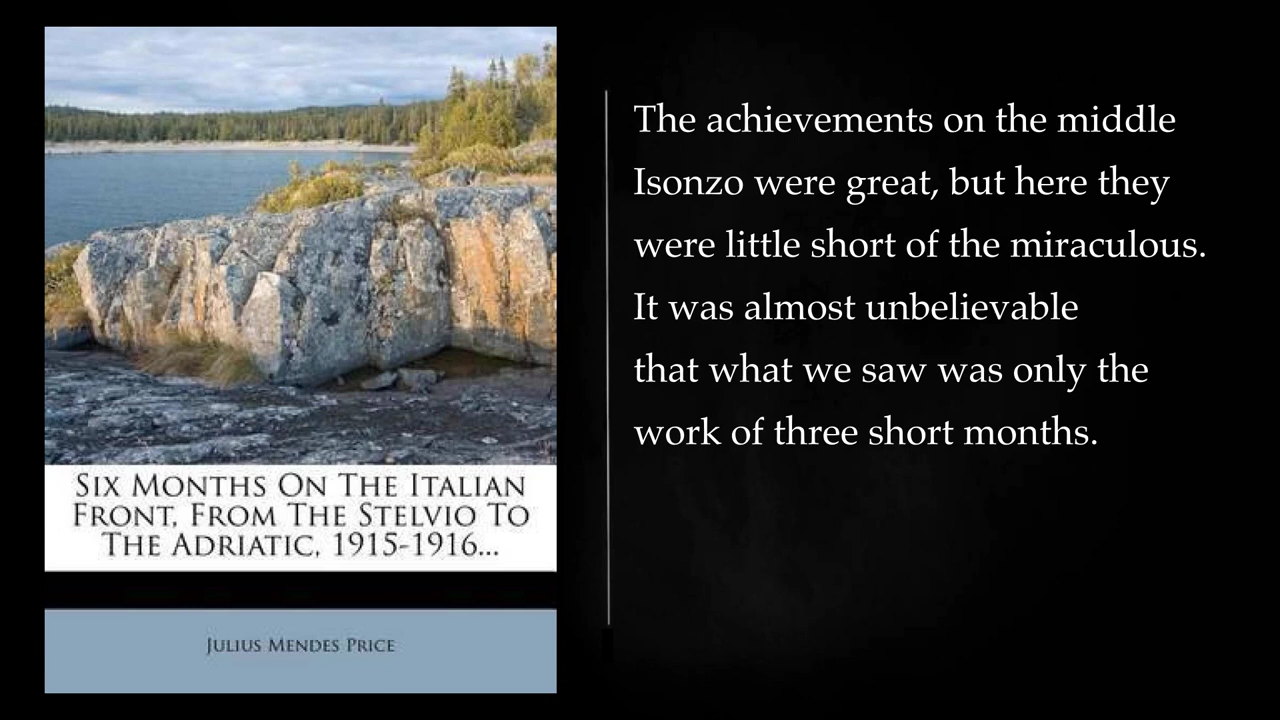 The achievements on the middle
Isonzo were great, but here they
were little short of the miraculous.
It was almost unbelievable
that what we saw was only the
work of three short months.
Six Months On The Italian
Front, From The Stelvio To
The Adriatic, 1915-1916...
Julius Mendes Price